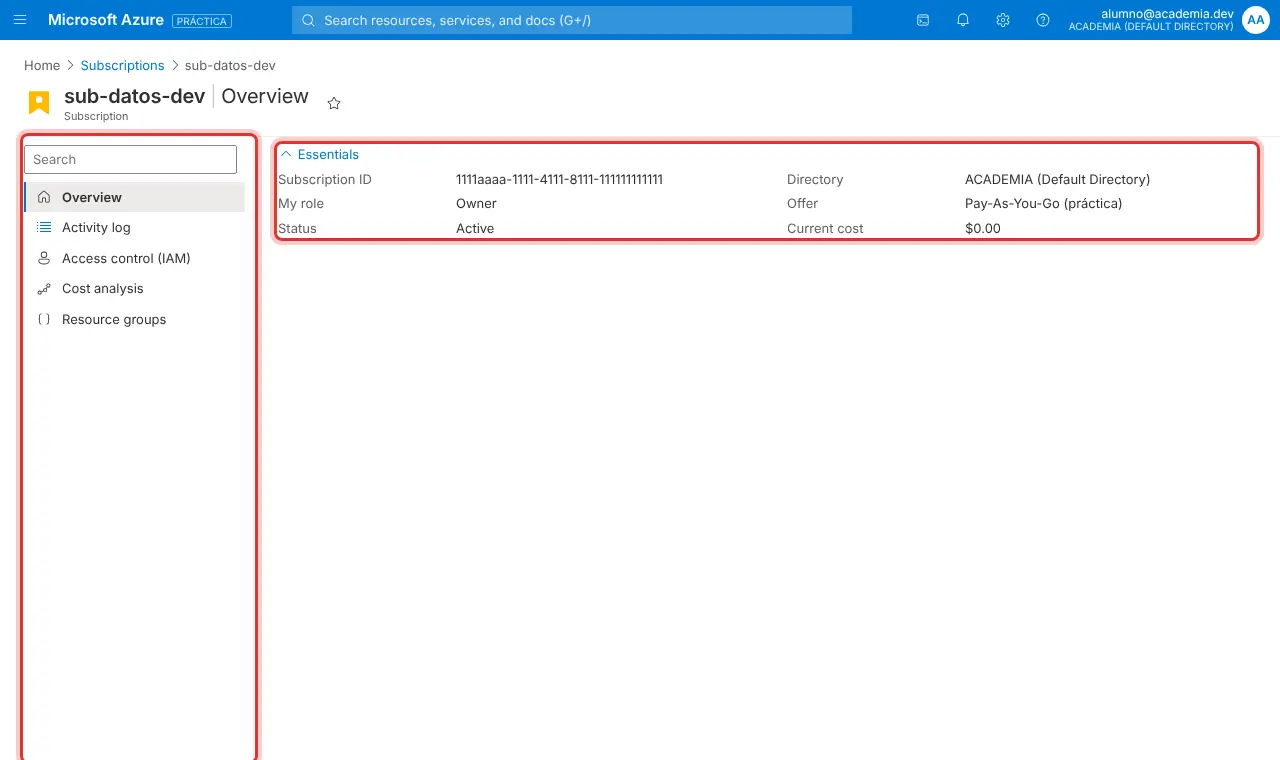 Microsoft Azure PRÁCTICA
Search resources, services, and docs (G+/)
alumno@academia.dev
ACADEMIA (DEFAULT DIRECTORY)
AA
Home > Subscriptions > sub-datos-dev
sub-datos-dev | Overview
Subscription
Search
Overview
Activity log
Access control (IAM)
Cost analysis
Resource groups
Essentials
Subscription ID 1111aaaa-1111-4111-8111-111111111111 Directory ACADEMIA (Default Directory)
My role Owner Offer Pay-As-You-Go (práctica)
Status Active Current cost $0.00